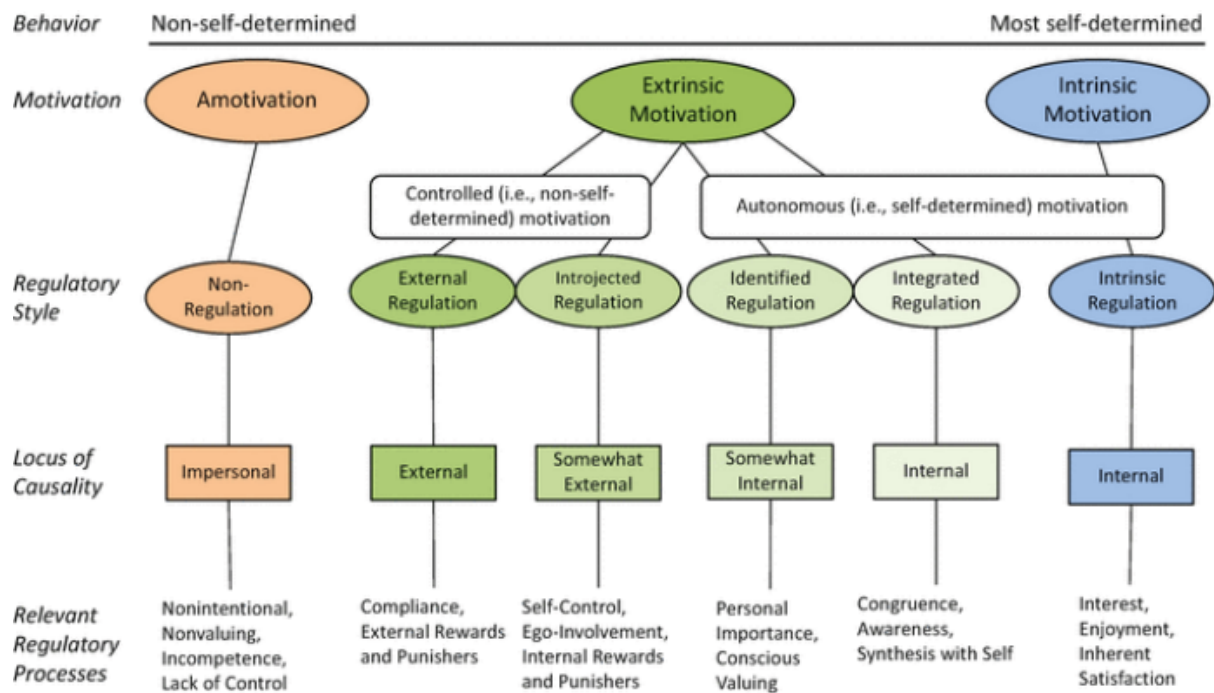 Behavior
Non-self-determined
Most self-determined
Motivation
Amotivation
Extrinsic
Motivation
Intrinsic
Motivation
Controlled (i.e., non-self-
determined) motivation
Autonomous (i.e., self-determined) motivation
Regulatory
Style
Non-
Regulation
External
Regulation
Introjected
Regulation
Identified
Regulation
Integrated
Regulation
Intrinsic
Regulation
Locus of
Causality
Impersonal
External
Somewhat
External
Somewhat
Internal
Internal
Internal
Relevant
Regulatory
Processes
Nonintentional,
Nonvaluing,
Incompetence,
Lack of Control
Compliance,
External Rewards
and Punishers
Self-Control,
Ego-Involvement,
Internal Rewards
and Punishers
Personal
Importance,
Conscious
Valuing
Congruence,
Awareness,
Synthesis with Self
Interest,
Enjoyment,
Inherent
Satisfaction